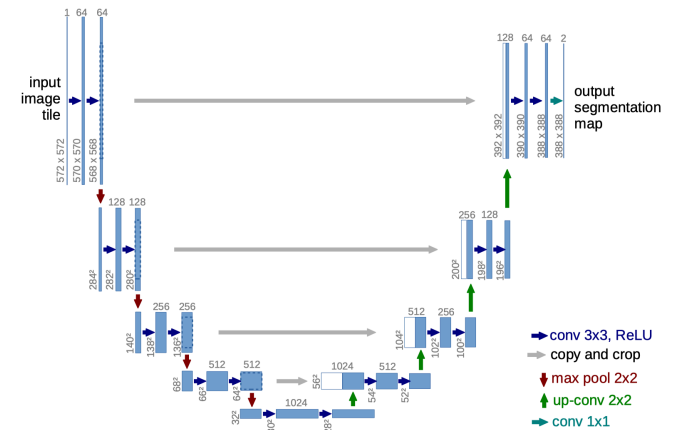 1 64 64
input
image
tile
572 x 572
570 x 570
568 x 568
128 64 64 2
output
segmentation
map
392 x 392
390 x 390
388 x 388
388 x 388
128 128
284²
282²
280²
256 128
200²
198²
196²
256 256
140²
138²
136²
512 256
104²
102²
100²
512 512
68²
66²
64²
1024 512
56²
54²
52²
1024
32²
conv 3x3, ReLU
copy and crop
max pool 2x2
up-conv 2x2
conv 1x1